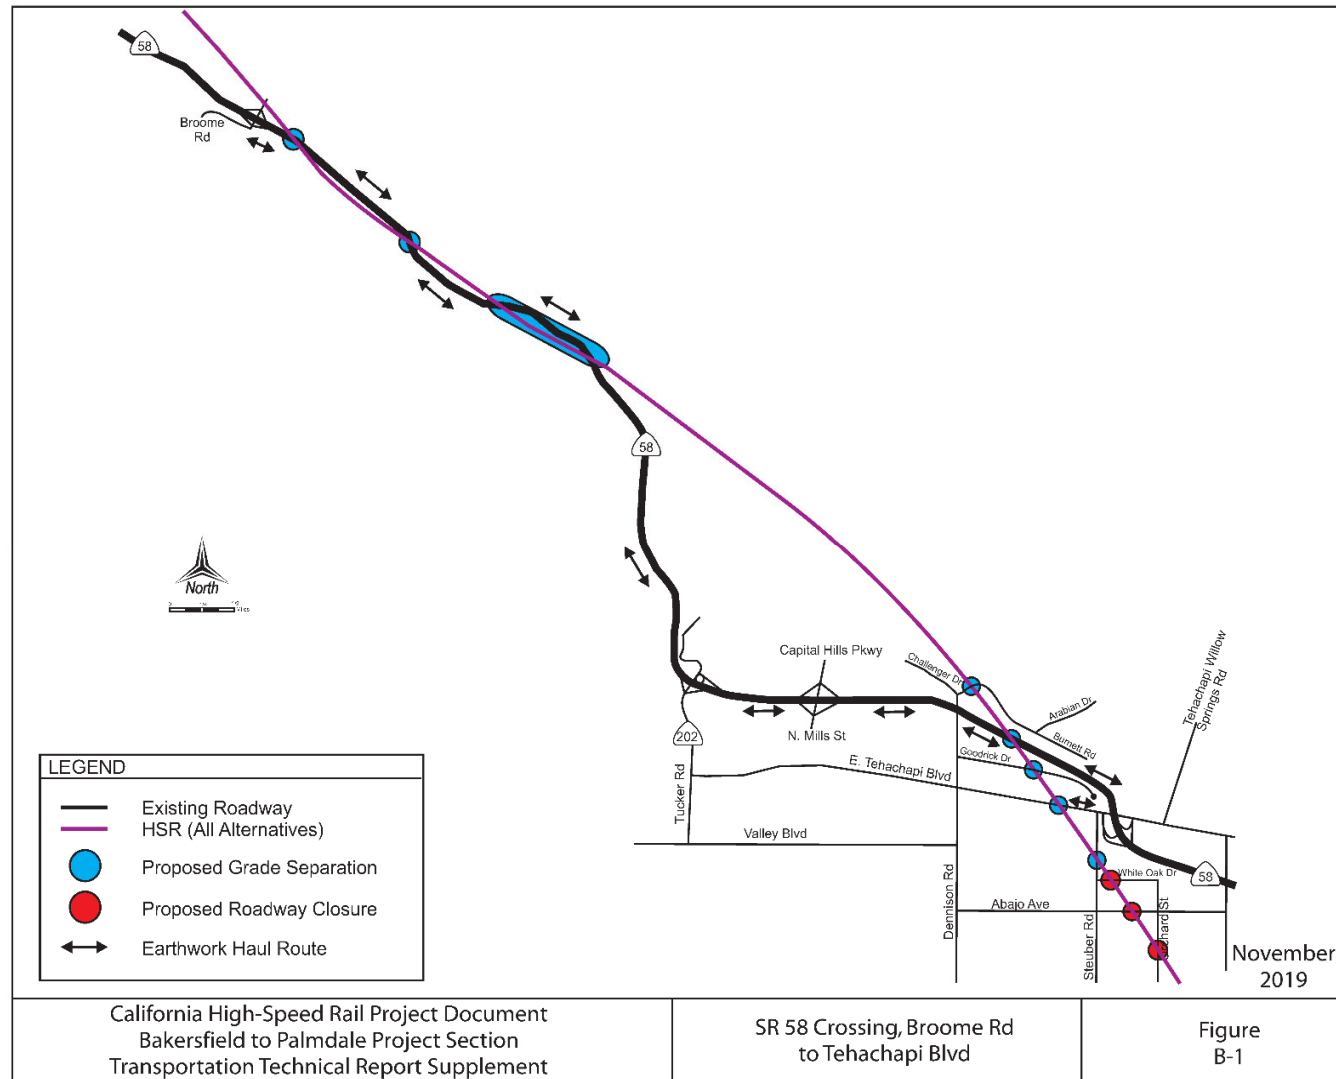 58
Broome
Rd
58
North
Capital Hills Pkwy
Challenger Dr
Arabian Dr
Tehachapi Willow
Springs Rd
Burnett Rd
202
N. Mills St
Goodrick Dr
E. Tehachapi Blvd
Tucker Rd
Valley Blvd
White Oak Dr
58
Dennison Rd
Abajo Ave
Steuber Rd
LEGEND
Existing Roadway
HSR (All Alternatives)
Proposed Grade Separation
Proposed Roadway Closure
Earthwork Haul Route
November
2019
California High-Speed Rail Project Document
Bakersfield to Palmdale Project Section
Transportation Technical Report Supplement
SR 58 Crossing, Broome Rd
to Tehachapi Blvd
Figure
B-1